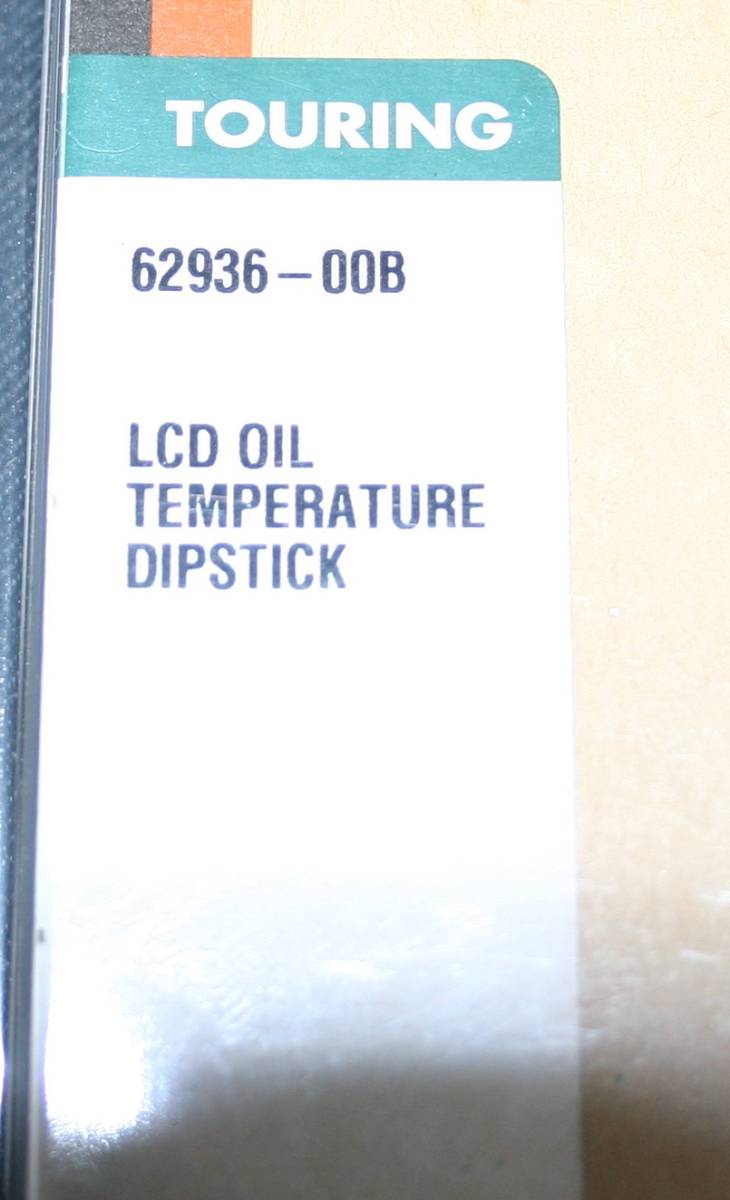 TOURING
62936-00B
LCD OIL
TEMPERATURE
DIPSTICK